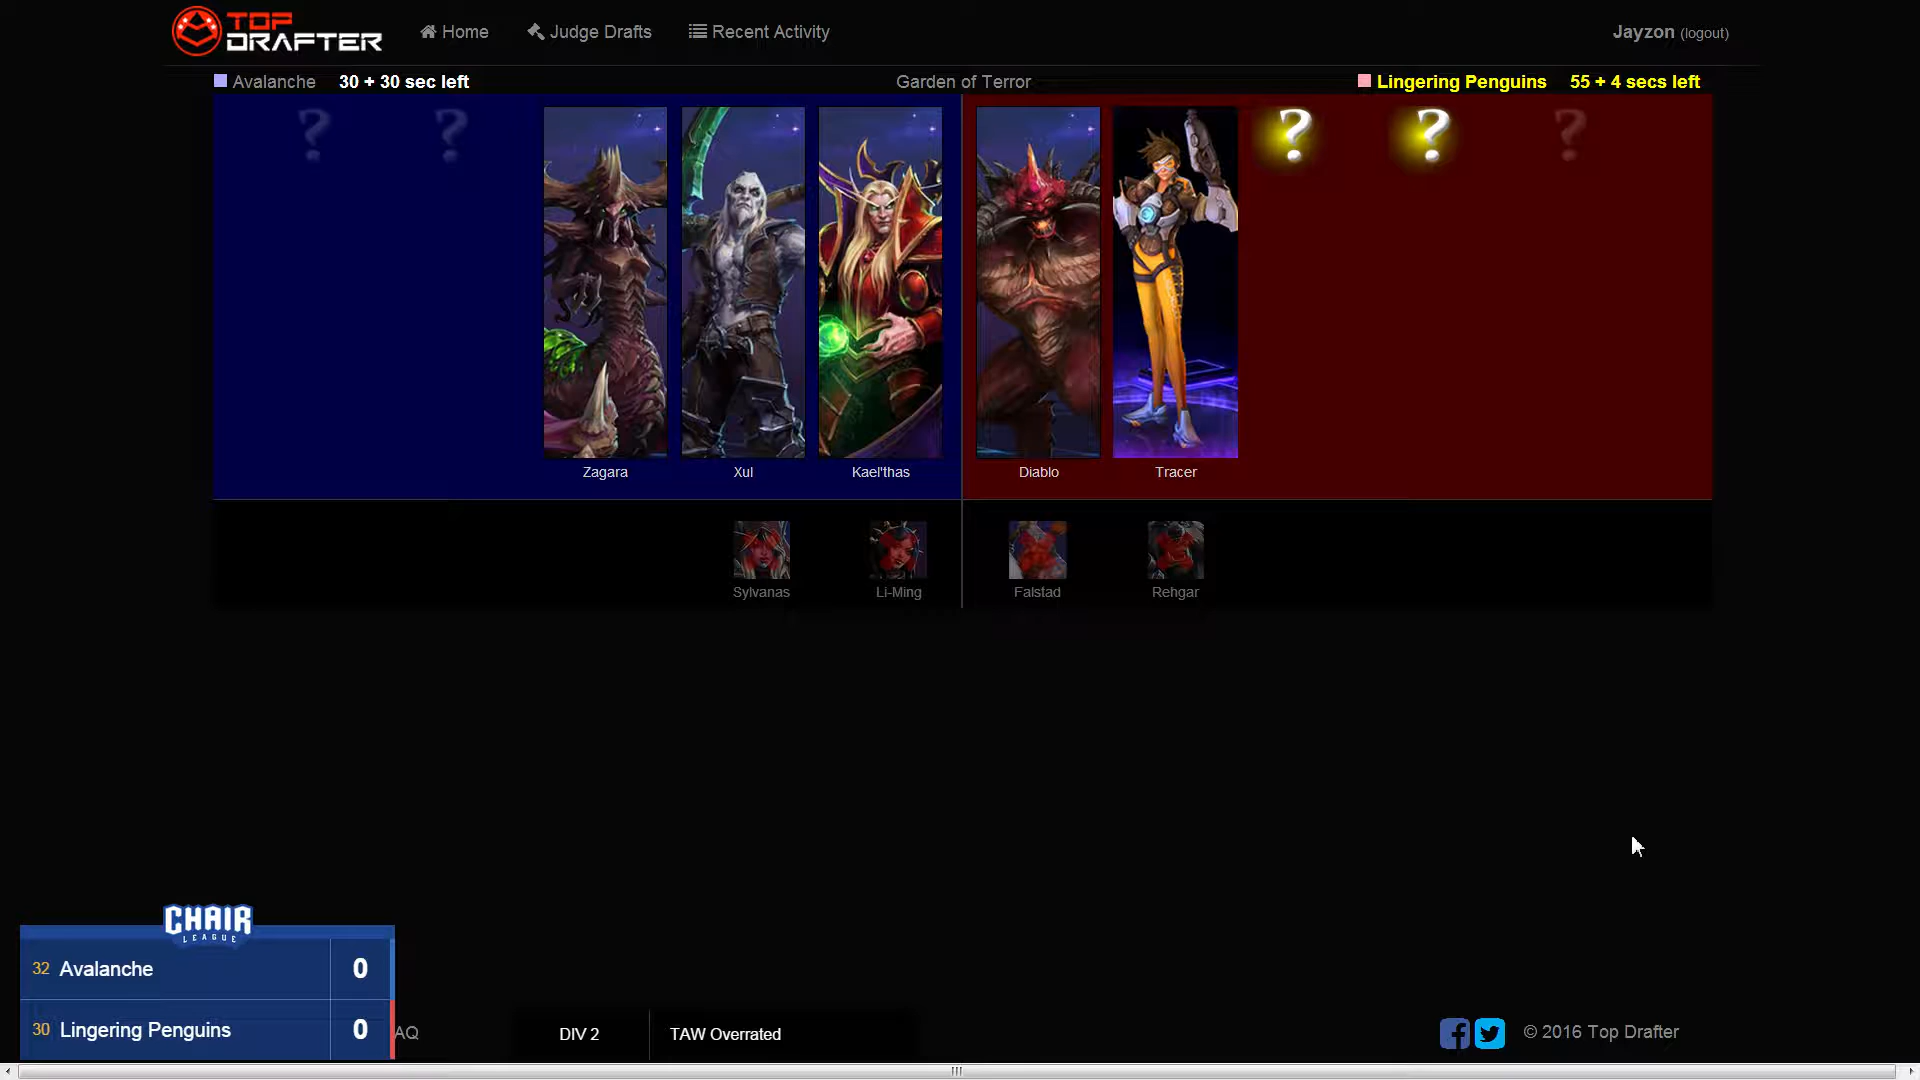 TOP
DRAFTER
Home
Judge Drafts
Recent Activity
Jayzon (logout)
Avalanche 30 + 30 sec left
Garden of Terror
Lingering Penguins 55 + 4 secs left
? ? ? ? ?
Zagara
Xul
Kael'thas
Diablo
Tracer
Sylvanas
Li-Ming
Falstad
Rehgar
CHAIR
LEAGUE
32 Avalanche 0
30 Lingering Penguins 0
AQ
DIV 2
TAW Overrated
© 2016 Top Drafter